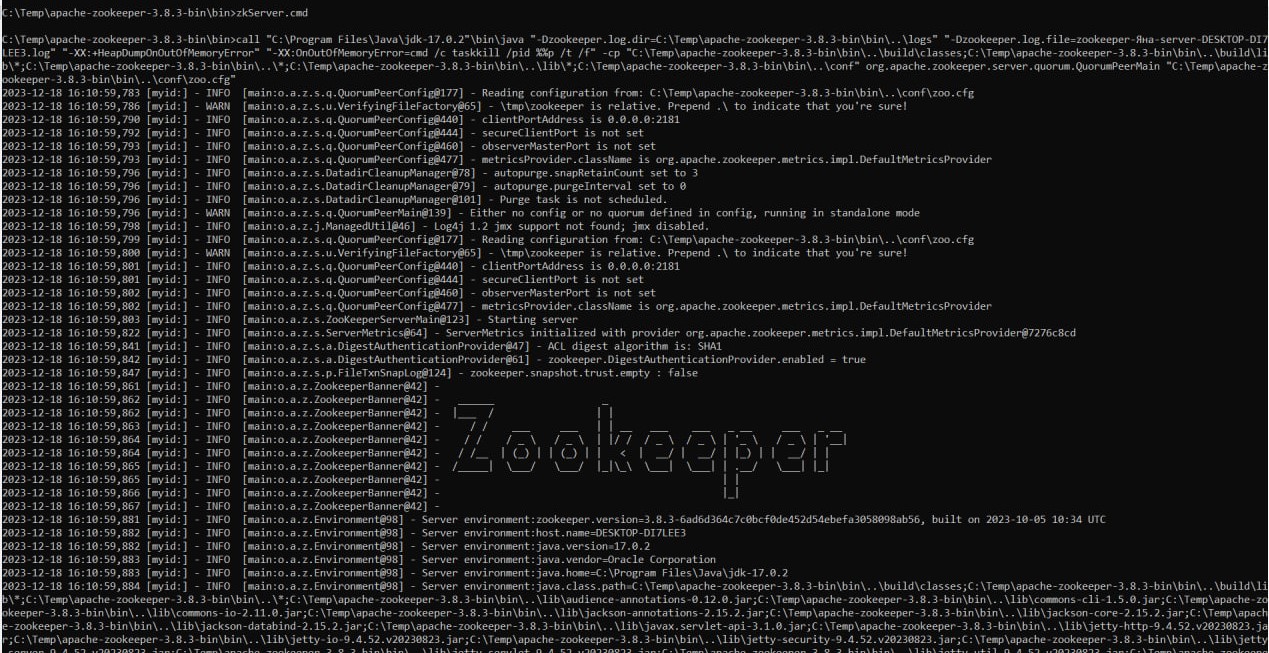 C:\Temp\apache-zookeeper-3.8.3-bin\bin>zkServer.cmd
C:\Temp\apache-zookeeper-3.8.3-bin\bin>call "C:\Program Files\Java\jdk-17.0.2"\bin\java "-Dzookeeper.log.dir=C:\Temp\apache-zookeeper-3.8.3-bin\bin\..\logs" "-Dzookeeper.log.file=zookeeper-Яна-server-DESKTOP-DI7
LEE3.log" "-XX:+HeapDumpOnOutOfMemoryError" "-XX:OnOutOfMemoryError=cmd /c taskkill /pid %%p /t /f" -cp "C:\Temp\apache-zookeeper-3.8.3-bin\bin\..\build\classes;C:\Temp\apache-zookeeper-3.8.3-bin\bin\..\build\li
b\*;C:\Temp\apache-zookeeper-3.8.3-bin\bin\..\*;C:\Temp\apache-zookeeper-3.8.3-bin\bin\..\lib\*;C:\Temp\apache-zookeeper-3.8.3-bin\bin\..\conf" org.apache.zookeeper.server.quorum.QuorumPeerMain "C:\Temp\apache-z
ookeeper-3.8.3-bin\bin\..\conf\zoo.cfg"
2023-12-18 16:10:59,783 [myid:] - INFO  [main:o.a.z.s.q.QuorumPeerConfig@177] - Reading configuration from: C:\Temp\apache-zookeeper-3.8.3-bin\bin\..\conf\zoo.cfg
2023-12-18 16:10:59,786 [myid:] - WARN  [main:o.a.z.s.u.VerifyingFileFactory@65] - \tmp\zookeeper is relative. Prepend .\ to indicate that you're sure!
2023-12-18 16:10:59,790 [myid:] - INFO  [main:o.a.z.s.q.QuorumPeerConfig@440] - clientPortAddress is 0.0.0.0:2181
2023-12-18 16:10:59,792 [myid:] - INFO  [main:o.a.z.s.q.QuorumPeerConfig@444] - secureClientPort is not set
2023-12-18 16:10:59,793 [myid:] - INFO  [main:o.a.z.s.q.QuorumPeerConfig@460] - observerMasterPort is not set
2023-12-18 16:10:59,793 [myid:] - INFO  [main:o.a.z.s.q.QuorumPeerConfig@477] - metricsProvider.className is org.apache.zookeeper.metrics.impl.DefaultMetricsProvider
2023-12-18 16:10:59,796 [myid:] - INFO  [main:o.a.z.s.DatadirCleanupManager@78] - autopurge.snapRetainCount set to 3
2023-12-18 16:10:59,796 [myid:] - INFO  [main:o.a.z.s.DatadirCleanupManager@79] - autopurge.purgeInterval set to 0
2023-12-18 16:10:59,796 [myid:] - INFO  [main:o.a.z.s.DatadirCleanupManager@101] - Purge task is not scheduled.
2023-12-18 16:10:59,796 [myid:] - WARN  [main:o.a.z.s.q.QuorumPeerMain@139] - Either no config or no quorum defined in config, running in standalone mode
2023-12-18 16:10:59,798 [myid:] - INFO  [main:o.a.z.j.ManagedUtil@46] - Log4j 1.2 jmx support not found; jmx disabled.
2023-12-18 16:10:59,799 [myid:] - INFO  [main:o.a.z.s.q.QuorumPeerConfig@177] - Reading configuration from: C:\Temp\apache-zookeeper-3.8.3-bin\bin\..\conf\zoo.cfg
2023-12-18 16:10:59,800 [myid:] - WARN  [main:o.a.z.s.u.VerifyingFileFactory@65] - \tmp\zookeeper is relative. Prepend .\ to indicate that you're sure!
2023-12-18 16:10:59,801 [myid:] - INFO  [main:o.a.z.s.q.QuorumPeerConfig@440] - clientPortAddress is 0.0.0.0:2181
2023-12-18 16:10:59,801 [myid:] - INFO  [main:o.a.z.s.q.QuorumPeerConfig@444] - secureClientPort is not set
2023-12-18 16:10:59,802 [myid:] - INFO  [main:o.a.z.s.q.QuorumPeerConfig@460] - observerMasterPort is not set
2023-12-18 16:10:59,802 [myid:] - INFO  [main:o.a.z.s.q.QuorumPeerConfig@477] - metricsProvider.className is org.apache.zookeeper.metrics.impl.DefaultMetricsProvider
2023-12-18 16:10:59,803 [myid:] - INFO  [main:o.a.z.s.ZooKeeperServerMain@123] - Starting server
2023-12-18 16:10:59,822 [myid:] - INFO  [main:o.a.z.s.ServerMetrics@64] - ServerMetrics initialized with provider org.apache.zookeeper.metrics.impl.DefaultMetricsProvider@7276c8cd
2023-12-18 16:10:59,841 [myid:] - INFO  [main:o.a.z.s.a.DigestAuthenticationProvider@47] - ACL digest algorithm is: SHA1
2023-12-18 16:10:59,842 [myid:] - INFO  [main:o.a.z.s.a.DigestAuthenticationProvider@61] - zookeeper.DigestAuthenticationProvider.enabled = true
2023-12-18 16:10:59,847 [myid:] - INFO  [main:o.a.z.s.p.FileTxnSnapLog@124] - zookeeper.snapshot.trust.empty : false
2023-12-18 16:10:59,861 [myid:] - INFO  [main:o.a.z.ZookeeperBanner@42] -
2023-12-18 16:10:59,862 [myid:] - INFO  [main:o.a.z.ZookeeperBanner@42] -
2023-12-18 16:10:59,862 [myid:] - INFO  [main:o.a.z.ZookeeperBanner@42] -
2023-12-18 16:10:59,863 [myid:] - INFO  [main:o.a.z.ZookeeperBanner@42] -
2023-12-18 16:10:59,864 [myid:] - INFO  [main:o.a.z.ZookeeperBanner@42] - Zookeeper
2023-12-18 16:10:59,864 [myid:] - INFO  [main:o.a.z.ZookeeperBanner@42] -
2023-12-18 16:10:59,865 [myid:] - INFO  [main:o.a.z.ZookeeperBanner@42] -
2023-12-18 16:10:59,865 [myid:] - INFO  [main:o.a.z.ZookeeperBanner@42] -
2023-12-18 16:10:59,866 [myid:] - INFO  [main:o.a.z.ZookeeperBanner@42] -
2023-12-18 16:10:59,867 [myid:] - INFO  [main:o.a.z.ZookeeperBanner@42] -
2023-12-18 16:10:59,881 [myid:] - INFO  [main:o.a.z.Environment@98] - Server environment:zookeeper.version=3.8.3-6ad6d364c7c0bcf0de452d54ebefa3058098ab56, built on 2023-10-05 10:34 UTC
2023-12-18 16:10:59,882 [myid:] - INFO  [main:o.a.z.Environment@98] - Server environment:host.name=DESKTOP-DI7LEE3
2023-12-18 16:10:59,882 [myid:] - INFO  [main:o.a.z.Environment@98] - Server environment:java.version=17.0.2
2023-12-18 16:10:59,883 [myid:] - INFO  [main:o.a.z.Environment@98] - Server environment:java.vendor=Oracle Corporation
2023-12-18 16:10:59,883 [myid:] - INFO  [main:o.a.z.Environment@98] - Server environment:java.home=C:\Program Files\Java\jdk-17.0.2
2023-12-18 16:10:59,884 [myid:] - INFO  [main:o.a.z.Environment@98] - Server environment:java.class.path=C:\Temp\apache-zookeeper-3.8.3-bin\bin\..\build\classes;C:\Temp\apache-zookeeper-3.8.3-bin\bin\..\build\li
b\*;C:\Temp\apache-zookeeper-3.8.3-bin\bin\..\*;C:\Temp\apache-zookeeper-3.8.3-bin\bin\..\lib\audience-annotations-0.12.0.jar;C:\Temp\apache-zookeeper-3.8.3-bin\bin\..\lib\commons-cli-1.5.0.jar;C:\Temp\apache-zo
okeeper-3.8.3-bin\bin\..\lib\commons-io-2.11.0.jar;C:\Temp\apache-zookeeper-3.8.3-bin\bin\..\lib\jackson-annotations-2.15.2.jar;C:\Temp\apache-zookeeper-3.8.3-bin\bin\..\lib\jackson-core-2.15.2.jar;C:\Temp\apach
e-zookeeper-3.8.3-bin\bin\..\lib\jackson-databind-2.15.2.jar;C:\Temp\apache-zookeeper-3.8.3-bin\bin\..\lib\javax.servlet-api-3.1.0.jar;C:\Temp\apache-zookeeper-3.8.3-bin\bin\..\lib\jetty-http-9.4.52.v20230823.ja
r;C:\Temp\apache-zookeeper-3.8.3-bin\bin\..\lib\jetty-io-9.4.52.v20230823.jar;C:\Temp\apache-zookeeper-3.8.3-bin\bin\..\lib\jetty-security-9.4.52.v20230823.jar;C:\Temp\apache-zookeeper-3.8.3-bin\bin\..\lib\jetty